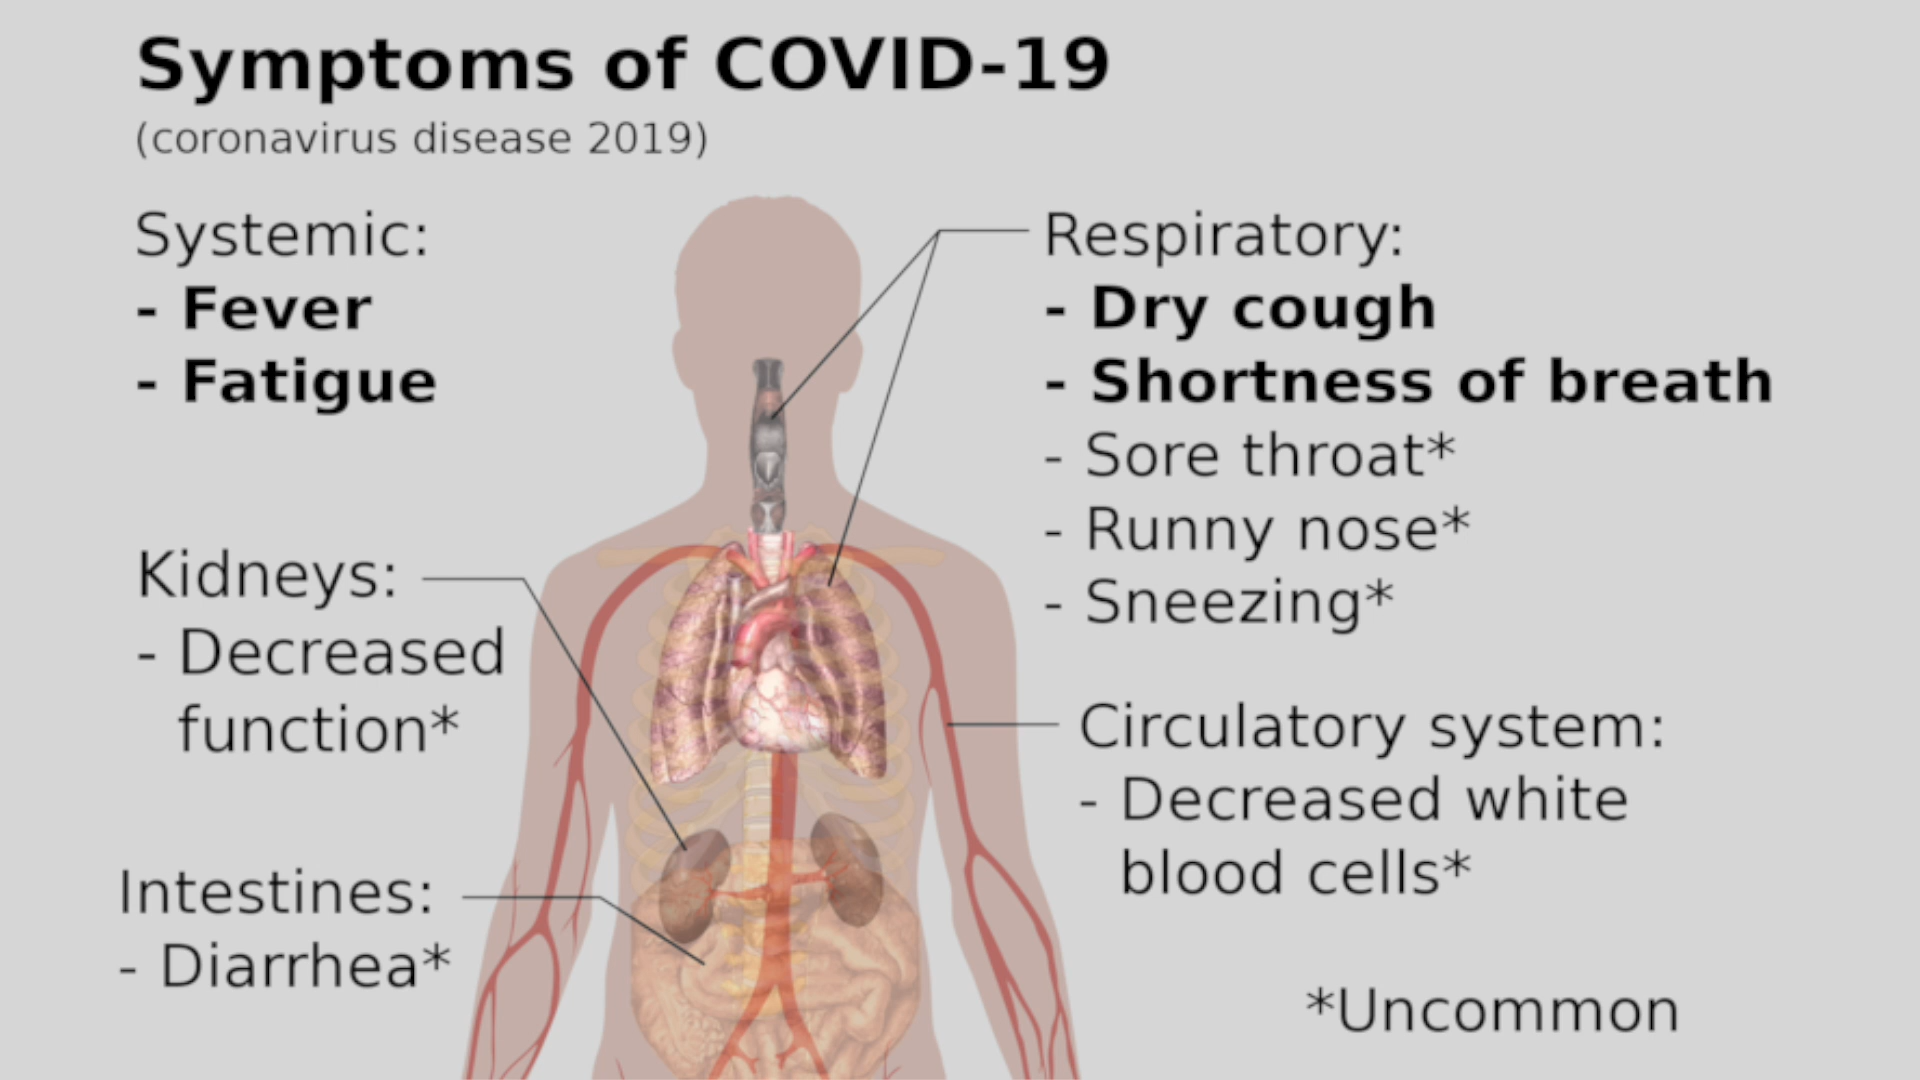 Symptoms of COVID-19
(coronavirus disease 2019)
Systemic:
- Fever
- Fatigue
Kidneys:
- Decreased
function*
Intestines:
- Diarrhea*
Respiratory:
- Dry cough
- Shortness of breath
- Sore throat*
- Runny nose*
- Sneezing*
Circulatory system:
- Decreased white
blood cells*
*Uncommon